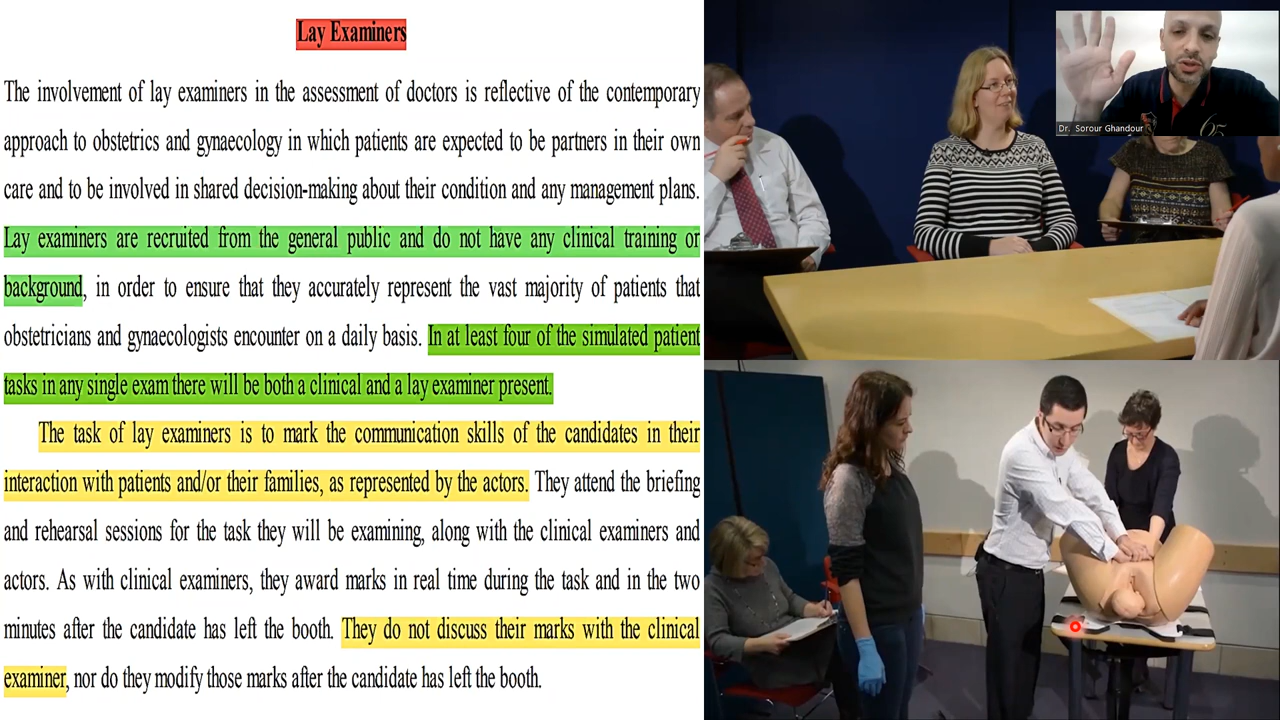 Lay Examiners
The involvement of lay examiners in the assessment of doctors is reflective of the contemporary
approach to obstetrics and gynaecology in which patients are expected to be partners in their own
care and to be involved in shared decision-making about their condition and any management plans.
Lay examiners are recruited from the general public and do not have any clinical training or
background, in order to ensure that they accurately represent the vast majority of patients that
obstetricians and gynaecologists encounter on a daily basis. In at least four of the simulated patient
tasks in any single exam there will be both a clinical and a lay examiner present.
The task of lay examiners is to mark the communication skills of the candidates in their
interaction with patients and/or their families, as represented by the actors. They attend the briefing
and rehearsal sessions for the task they will be examining, along with the clinical examiners and
actors. As with clinical examiners, they award marks in real time during the task and in the two
minutes after the candidate has left the booth. They do not discuss their marks with the clinical
examiner, nor do they modify those marks after the candidate has left the booth.
Dr. Sorour Ghandour